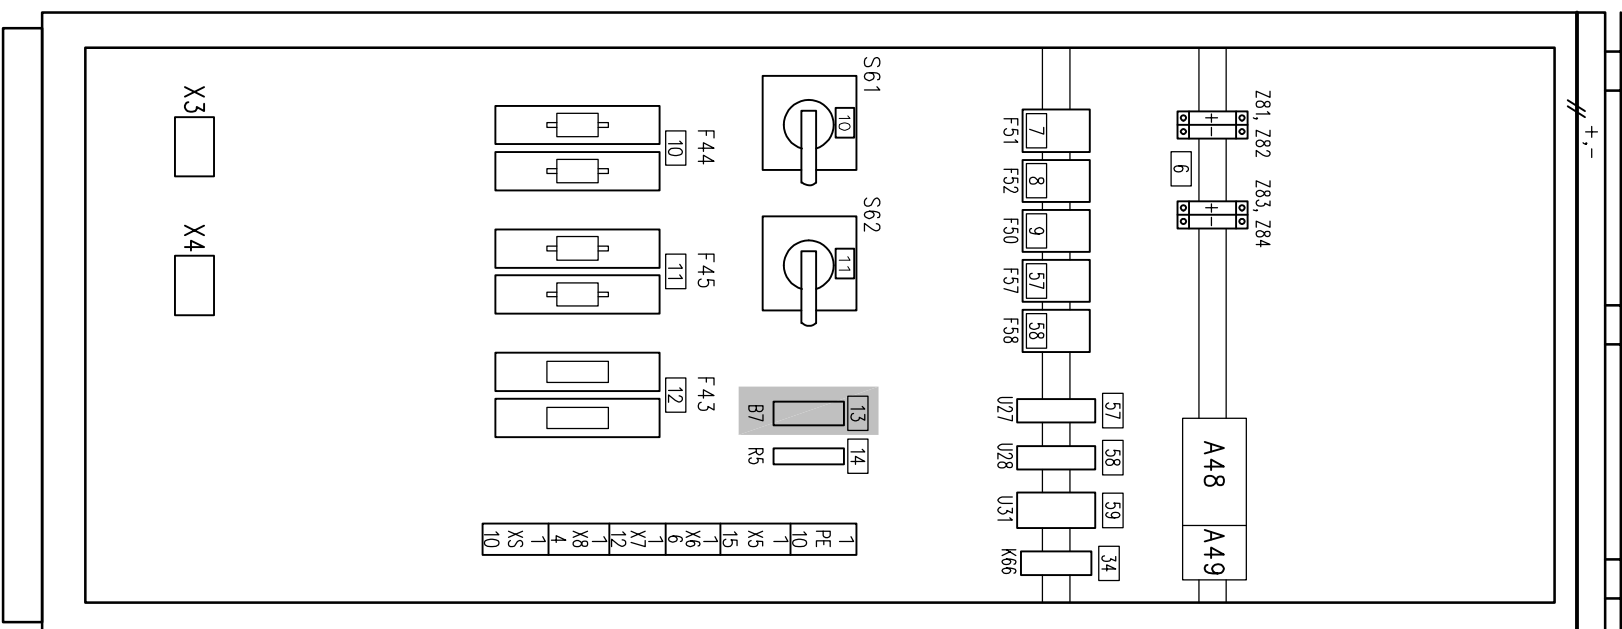 X3
X4
F44
10
F45
11
F43
12
S61
10
S62
11
B7
13
R5
14
10 XS 1
4 X8 1
12 X7 1
6 X6 1
15 X5 1
10 PE 1
F51
7
F52
8
F50
9
F57
57
F58
58
U27
57
U28
58
U31
59
K66
34
Z81, Z82
+
-
6
Z83, Z84
+
-
A48
A49
// +,-